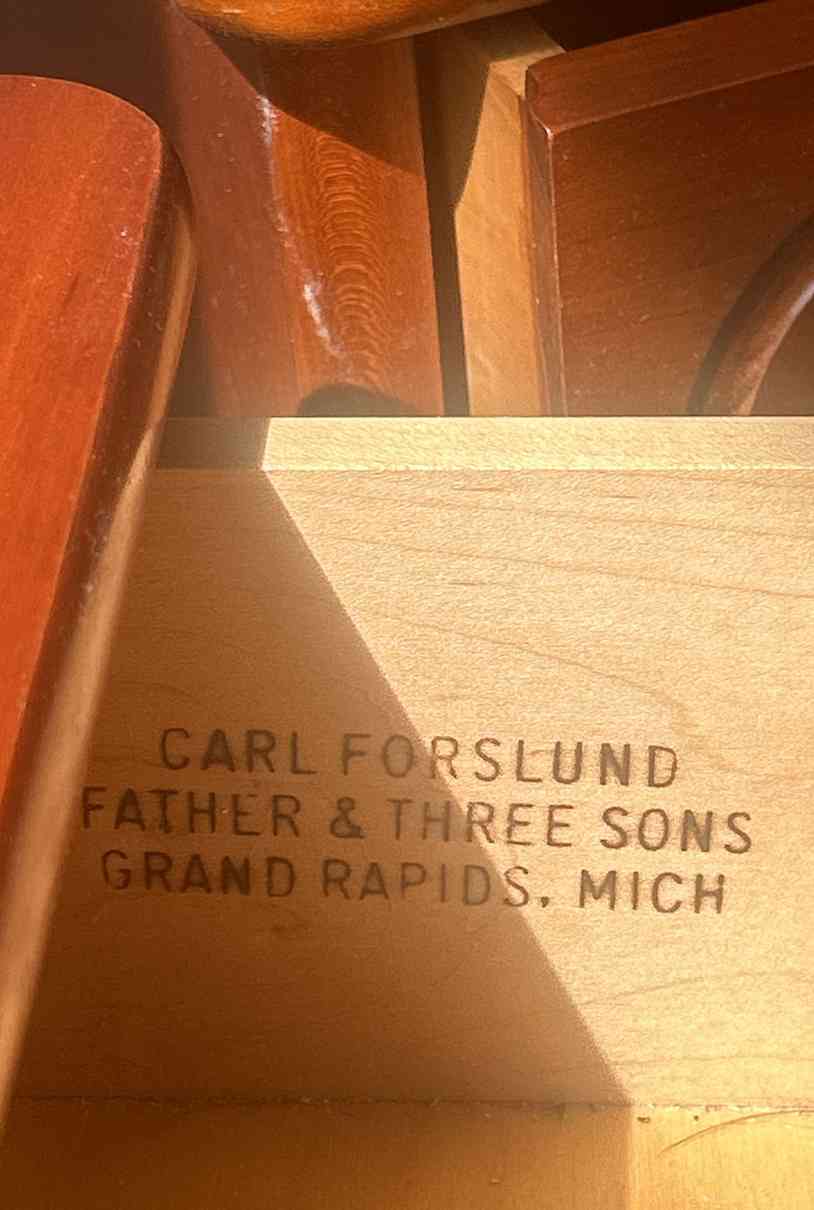 CARL FORSLUND
FATHER & THREE SONS
GRAND RAPIDS, MICH